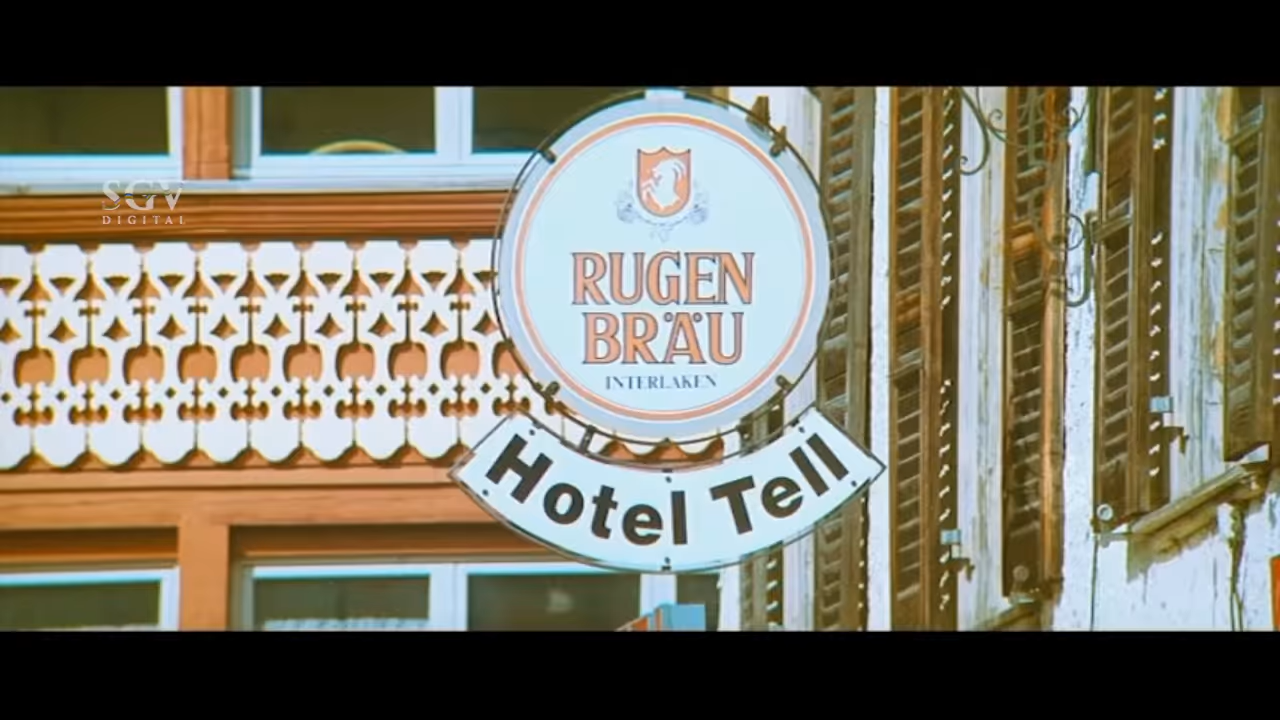 SGV
DIGITAL
RUGEN
BRÄU
INTERLAKEN
Hotel Tell